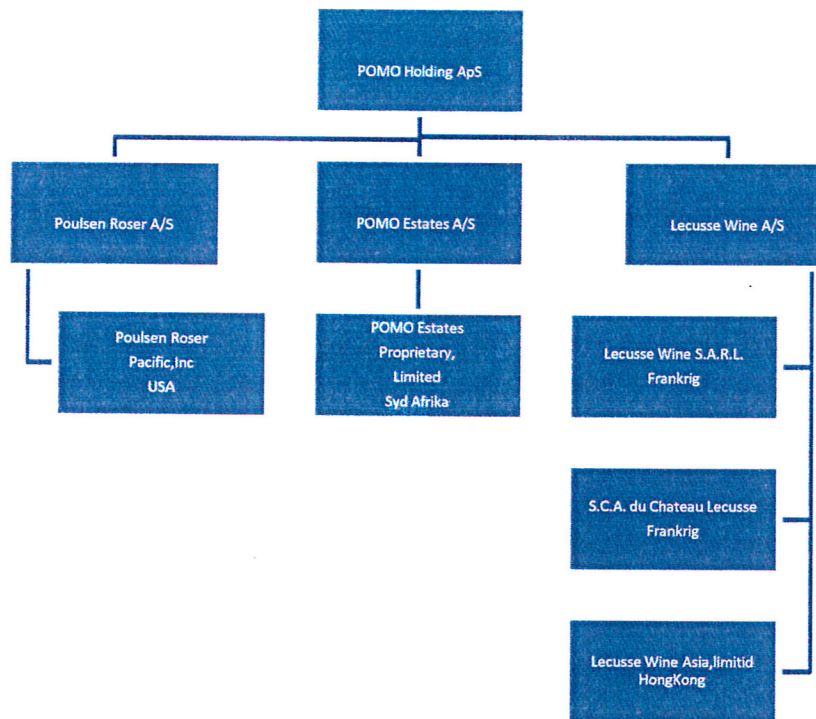 POMO Holding ApS
Poulsen Roser A/S
POMO Estates A/S
Lecusse Wine A/S
Poulsen Roser
Pacific,Inc
USA
POMO Estates
Proprietary,
Limited
Syd Afrika
Lecusse Wine S.A.R.L.
Frankrig
S.C.A. du Chateau Lecusse
Frankrig
Lecusse Wine Asia,limitid
HongKong